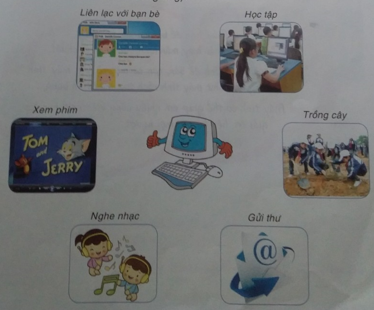 Liên lạc với bạn bè
Học tập
Xem phim
TOM
and
JERRY
Trồng cây
Nghe nhạc
Gửi thư
@